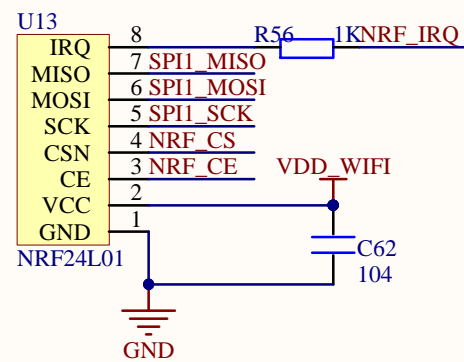 U13
IRQ 8 R56 1K NRF_IRQ
MISO 7 SPI1_MISO
MOSI 6 SPI1_MOSI
SCK 5 SPI1_SCK
CSN 4 NRF_CS
CE 3 NRF_CE
VDD_WIFI
VCC 2
GND 1
NRF24L01
C62
104
GND